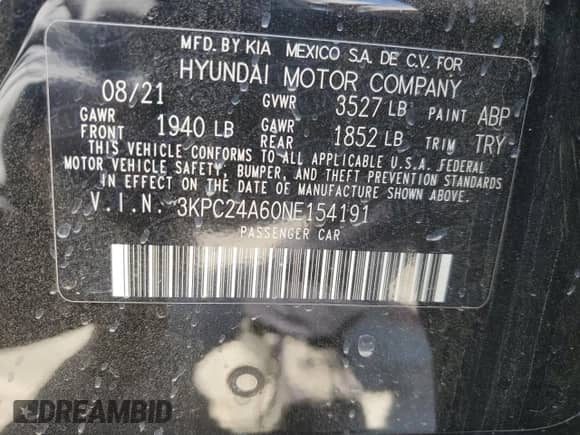 MFD. BY KIA MEXICO S.A. DE C.V. FOR
HYUNDAI MOTOR COMPANY
08/21 GVWR 3527 LB PAINT ABP
GAWR FRONT 1940 LB GAWR REAR 1852 LB TRIM TRY
THIS VEHICLE CONFORMS TO ALL APPLICABLE U.S.A. FEDERAL
MOTOR VEHICLE SAFETY, BUMPER, AND THEFT PREVENTION STANDARDS
IN EFFECT ON THE DATE OF MANUFACTURE SHOWN ABOVE.
V.I.N. 3KPC24A60NE154191
PASSENGER CAR
DREAMBID